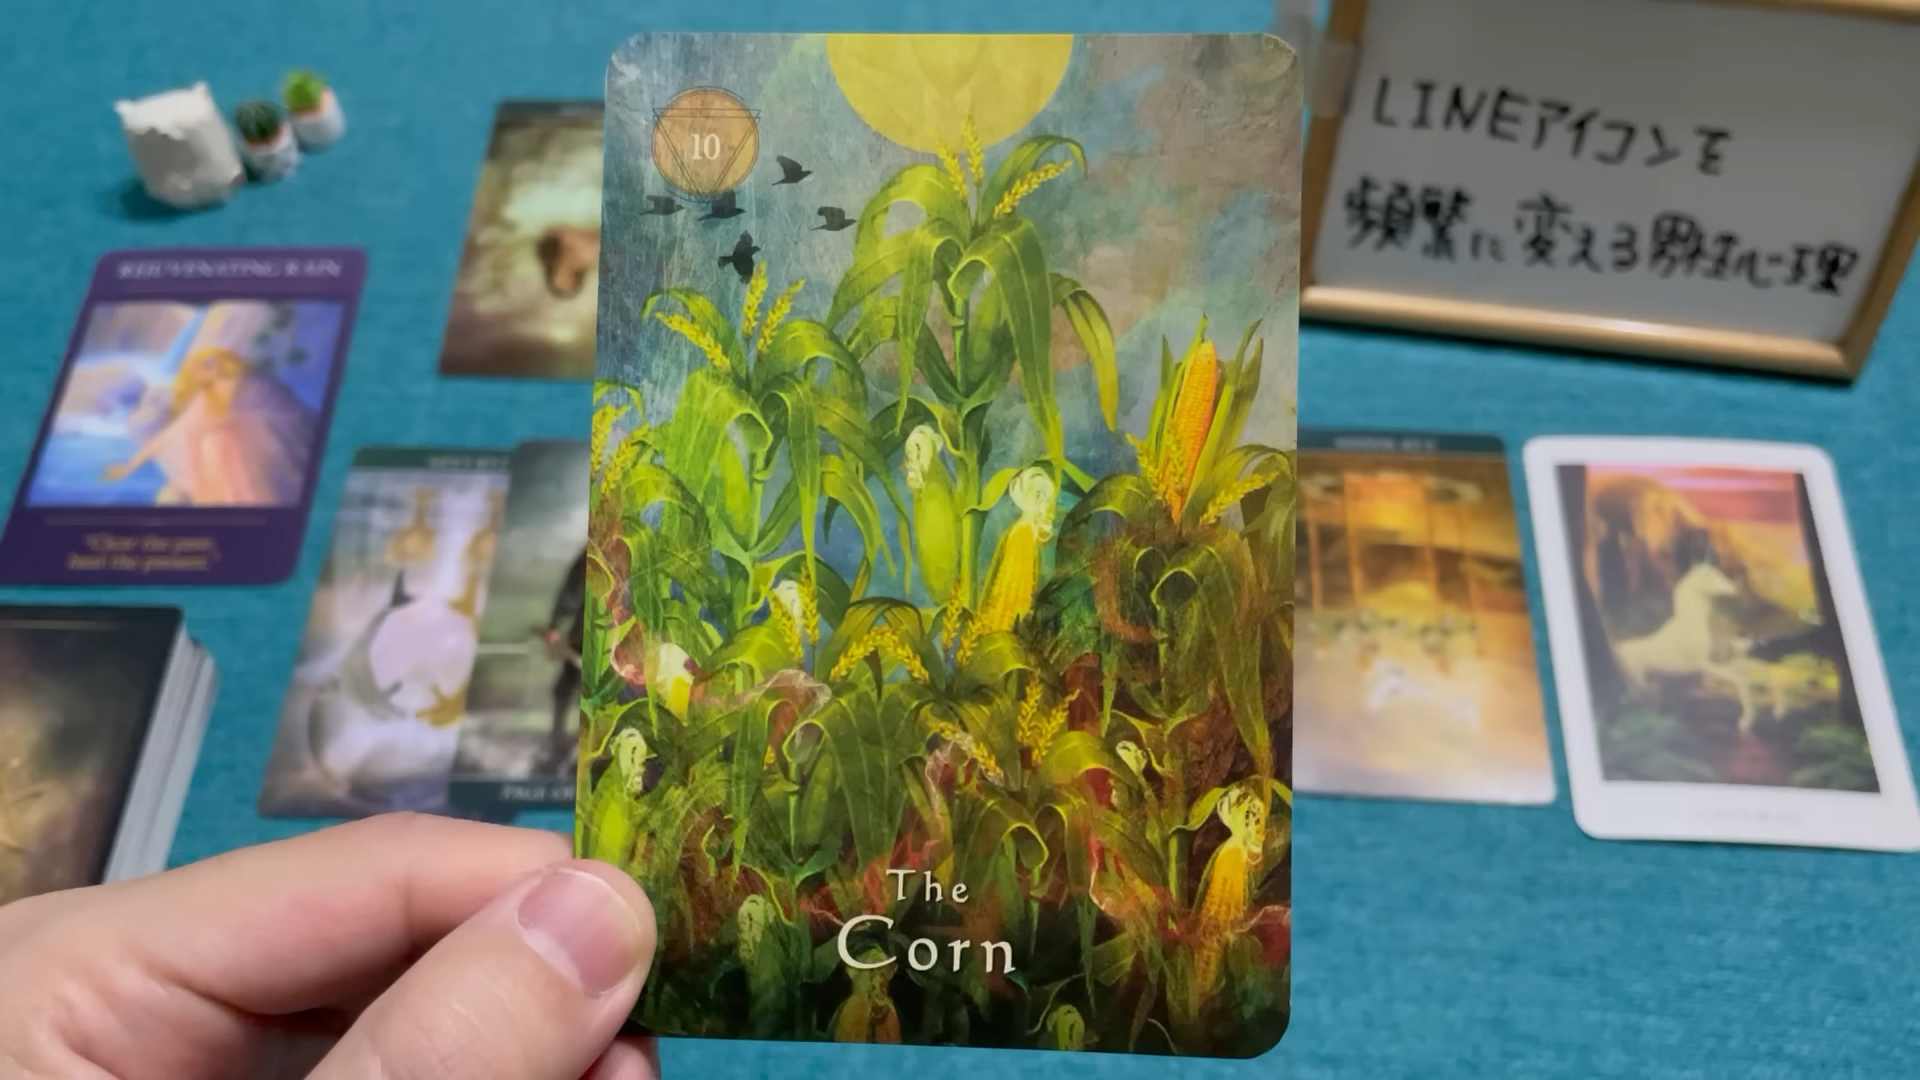 10
The
Corn
LINEアイコンを
頻繁に変える男性心理
REJUVENATING RAIN
"Clear the past,
heal the present."